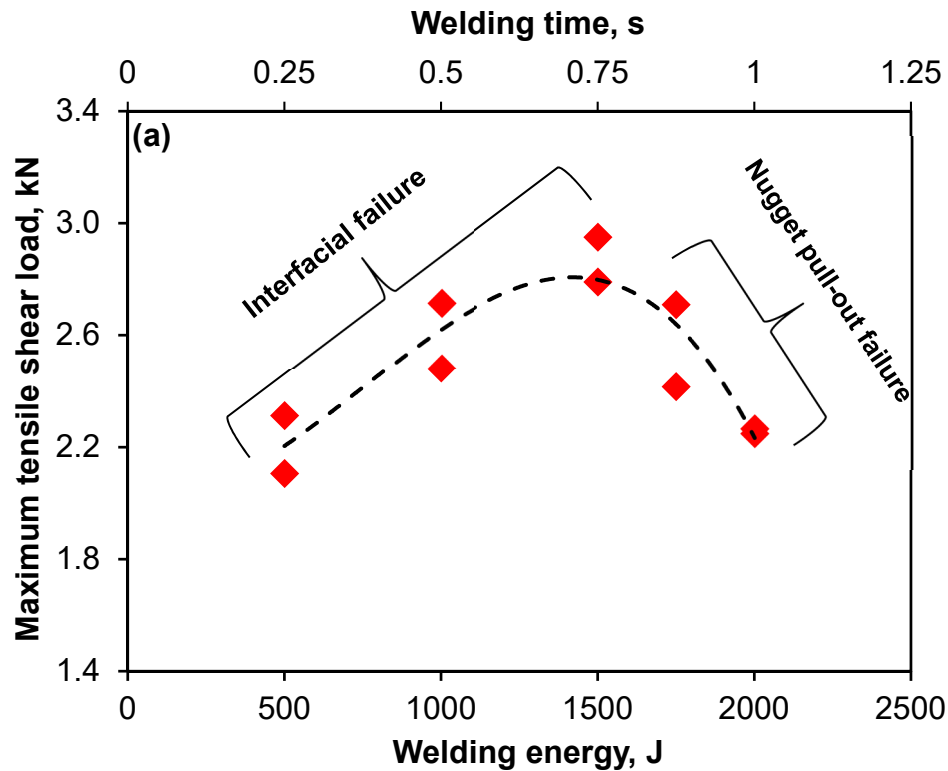 Welding time, s
0 0.25 0.5 0.75 1 1.25
(a)
Maximum tensile shear load, kN
3.4
3.0
2.6
2.2
1.8
1.4
Interfacial failure
Nugget pull-out failure
0 500 1000 1500 2000 2500
Welding energy, J